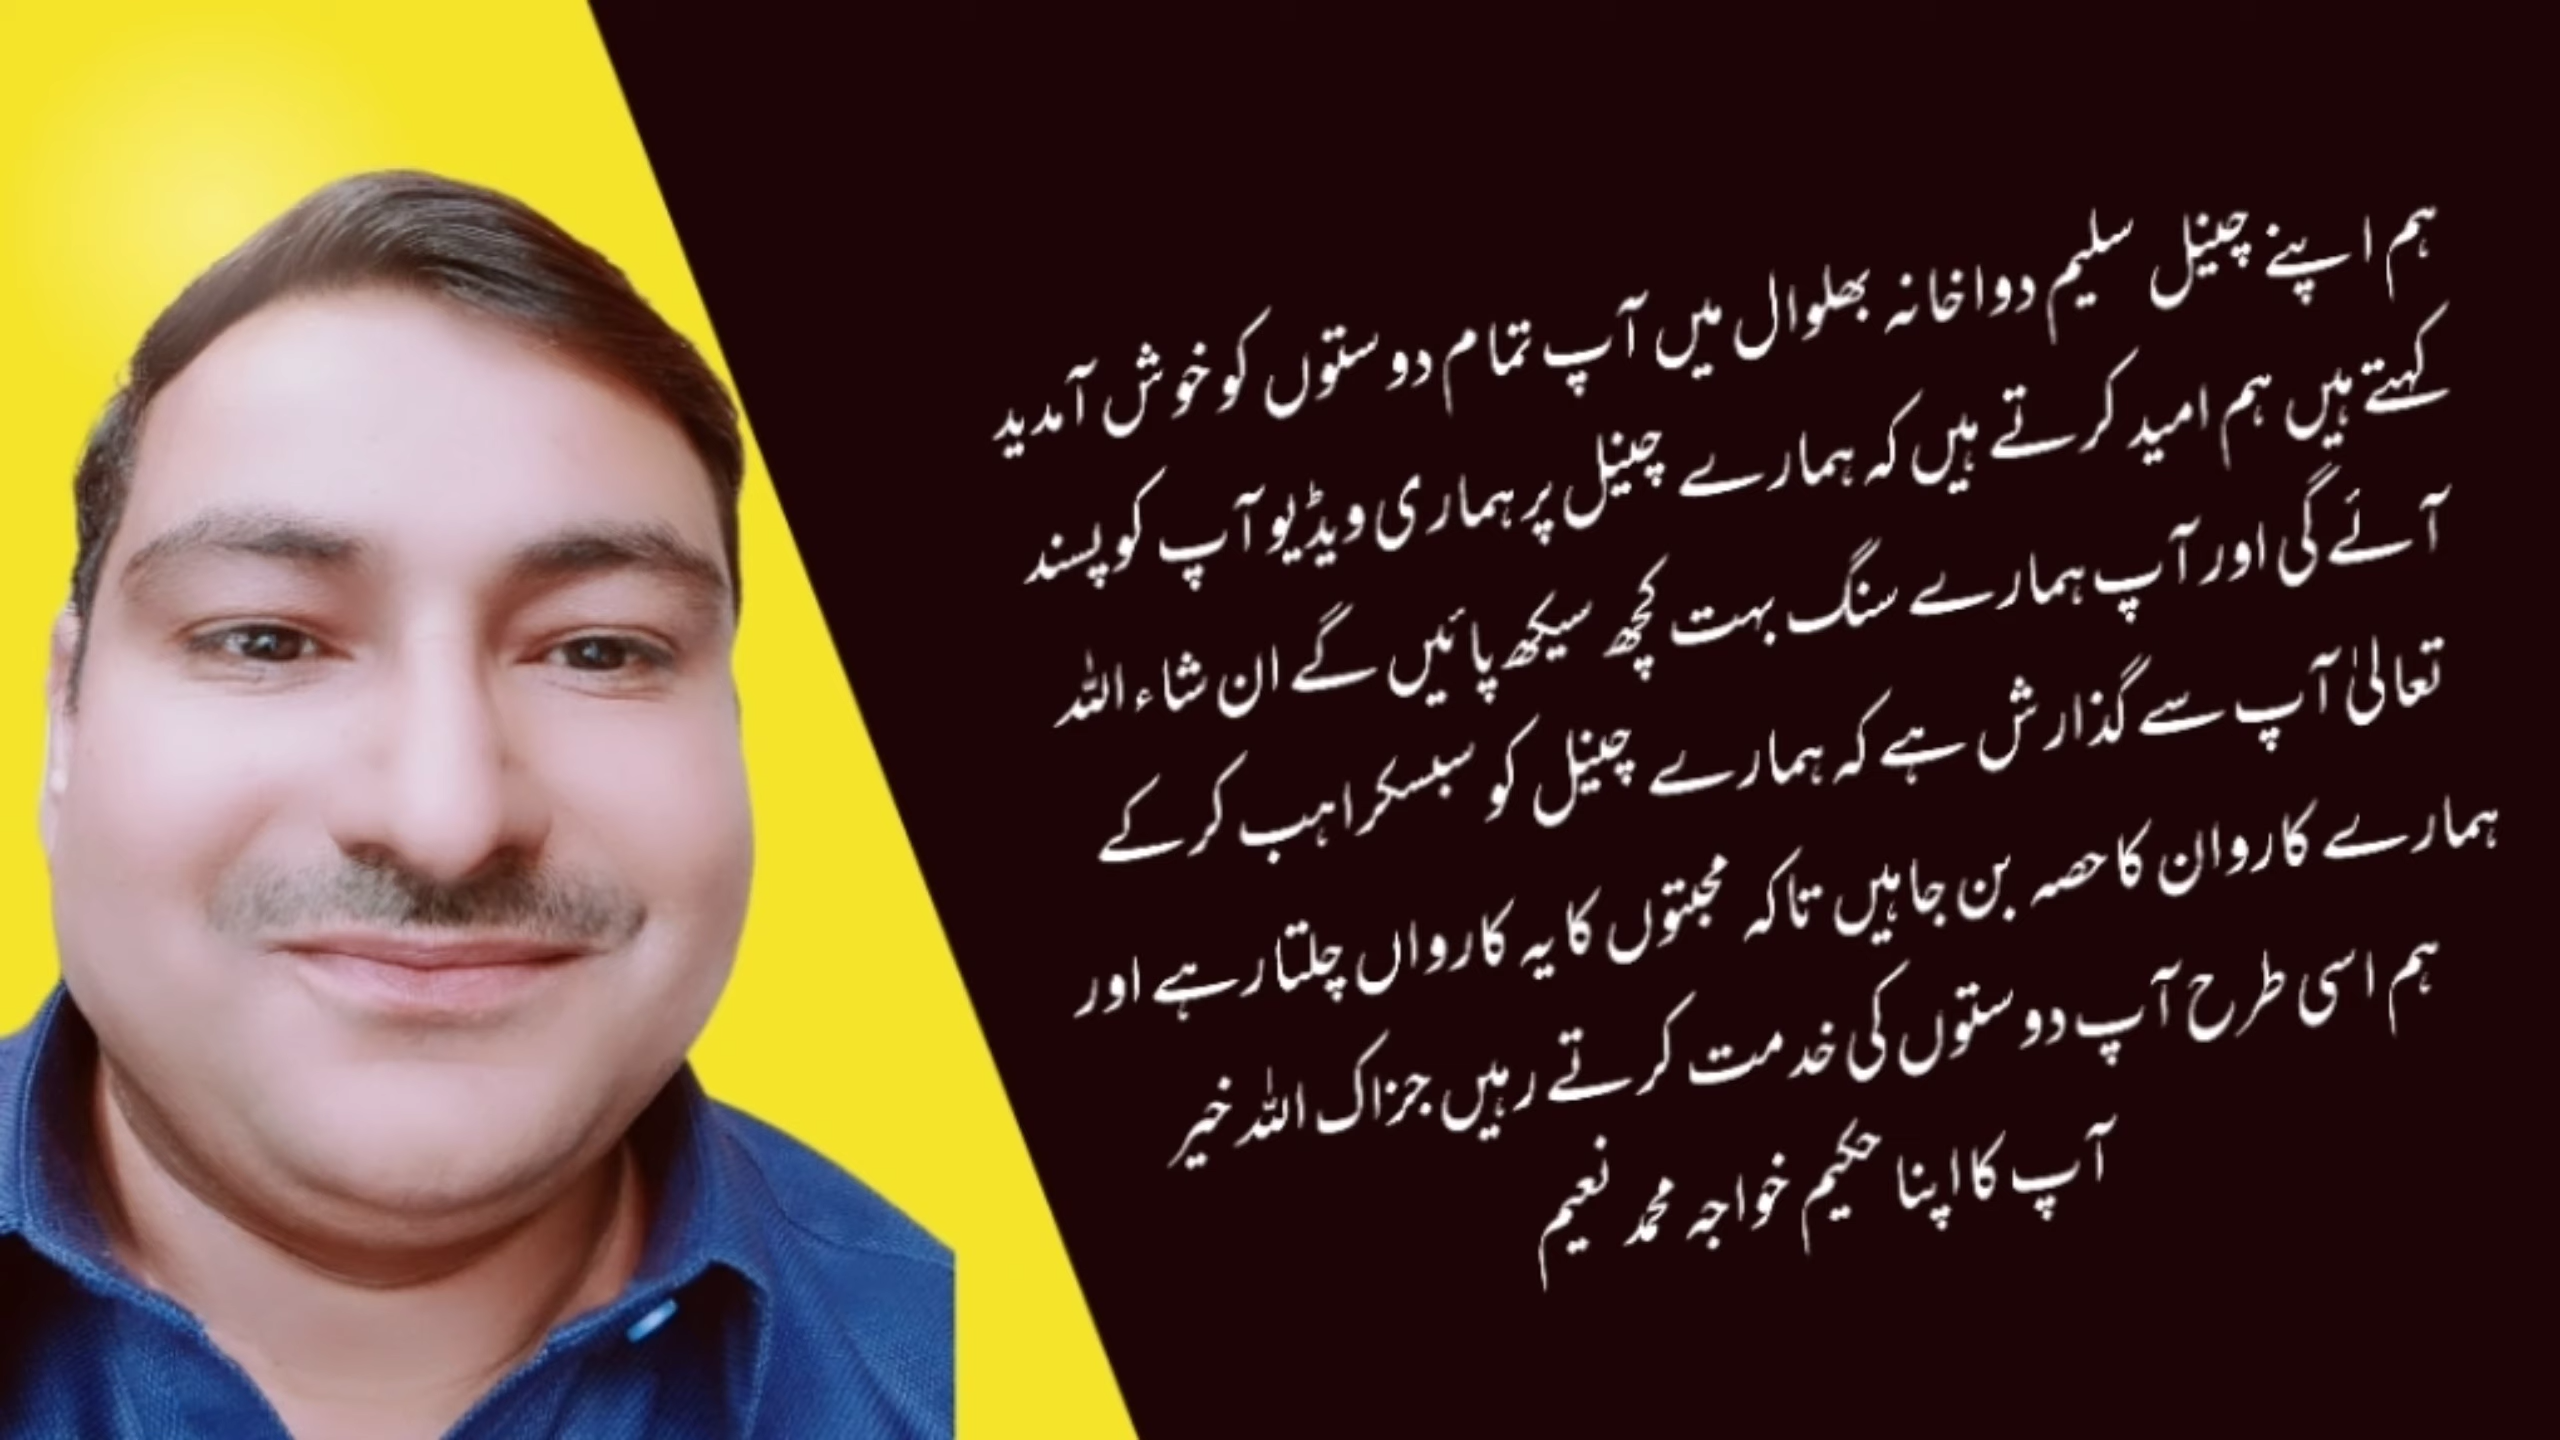 ہم اپنے چینل سلیم دواخانہ بھلوال میں آپ تمام دوستوں کو خوش آمدید
کہتے ہیں ہم امید کرتے ہیں کہ ہمارے چینل پر ہماری ویڈیو آپ کو پسند
آئے گی اور آپ ہمارے سنگ بہت کچھ سیکھ پائیں گے ان شاء اللہ
تعالیٰ آپ سے گذارش ہے کہ ہمارے چینل کو سبسکراہب کر کے
ہمارے کاروان کا حصہ بن جاہیں تاکہ محبتوں کا یہ کارواں چلتا رہے اور
ہم اسی طرح آپ دوستوں کی خدمت کرتے رہیں جزاک اللہ خیر
آپ کا اپنا حکیم خواجہ محمد نعیم